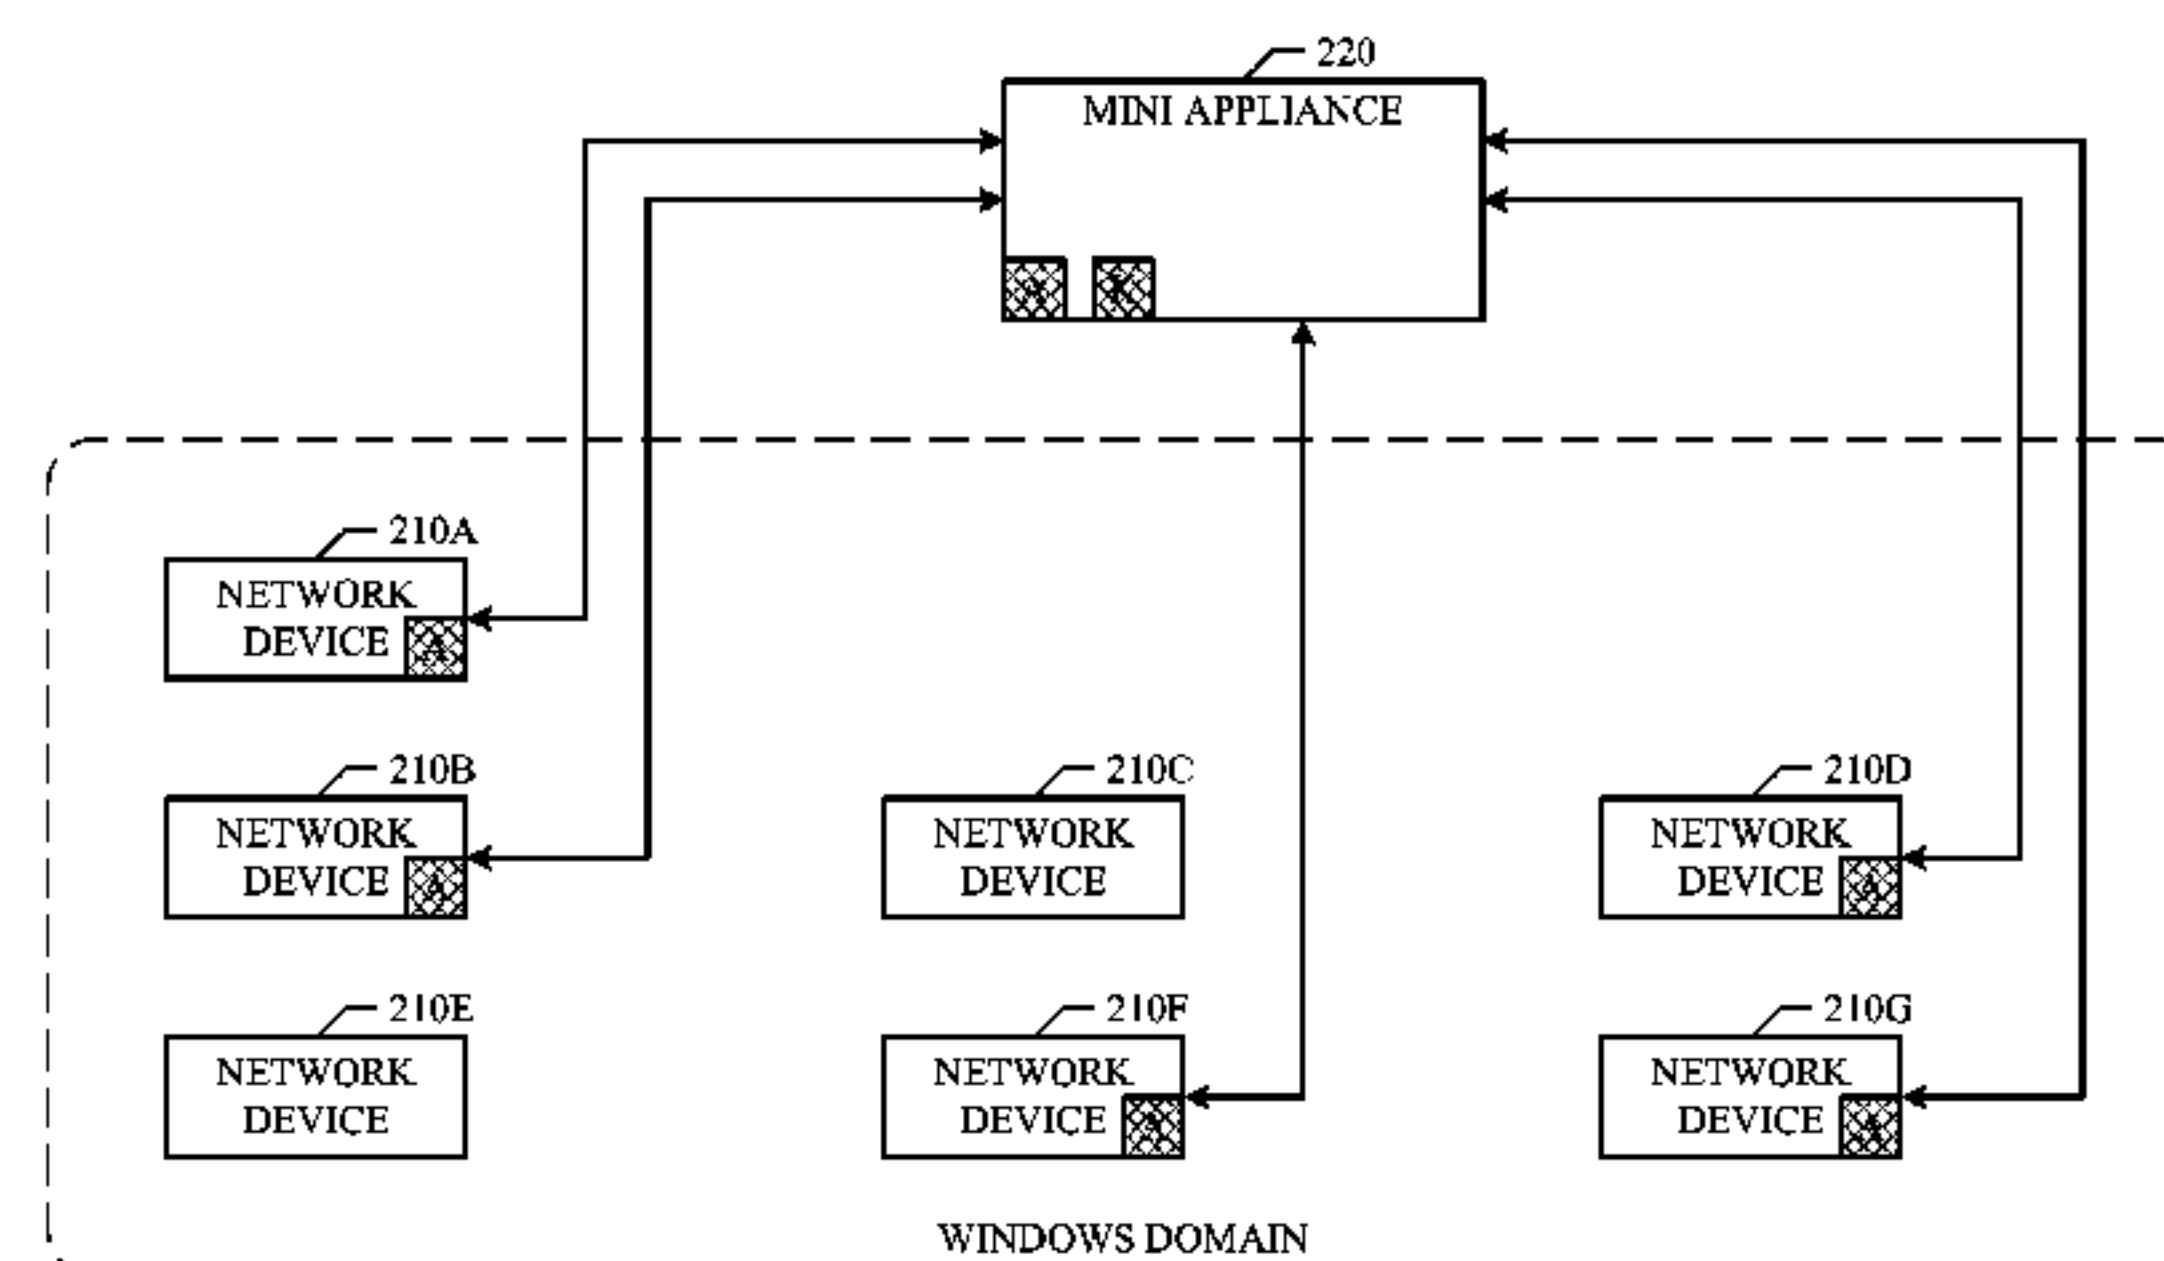 220
MINI APPLIANCE
A K
210A
NETWORK
DEVICE A
210B 210C 210D
NETWORK NETWORK NETWORK
DEVICE A DEVICE DEVICE A
210E 210F 210G
NETWORK NETWORK NETWORK
DEVICE DEVICE A DEVICE A
WINDOWS DOMAIN